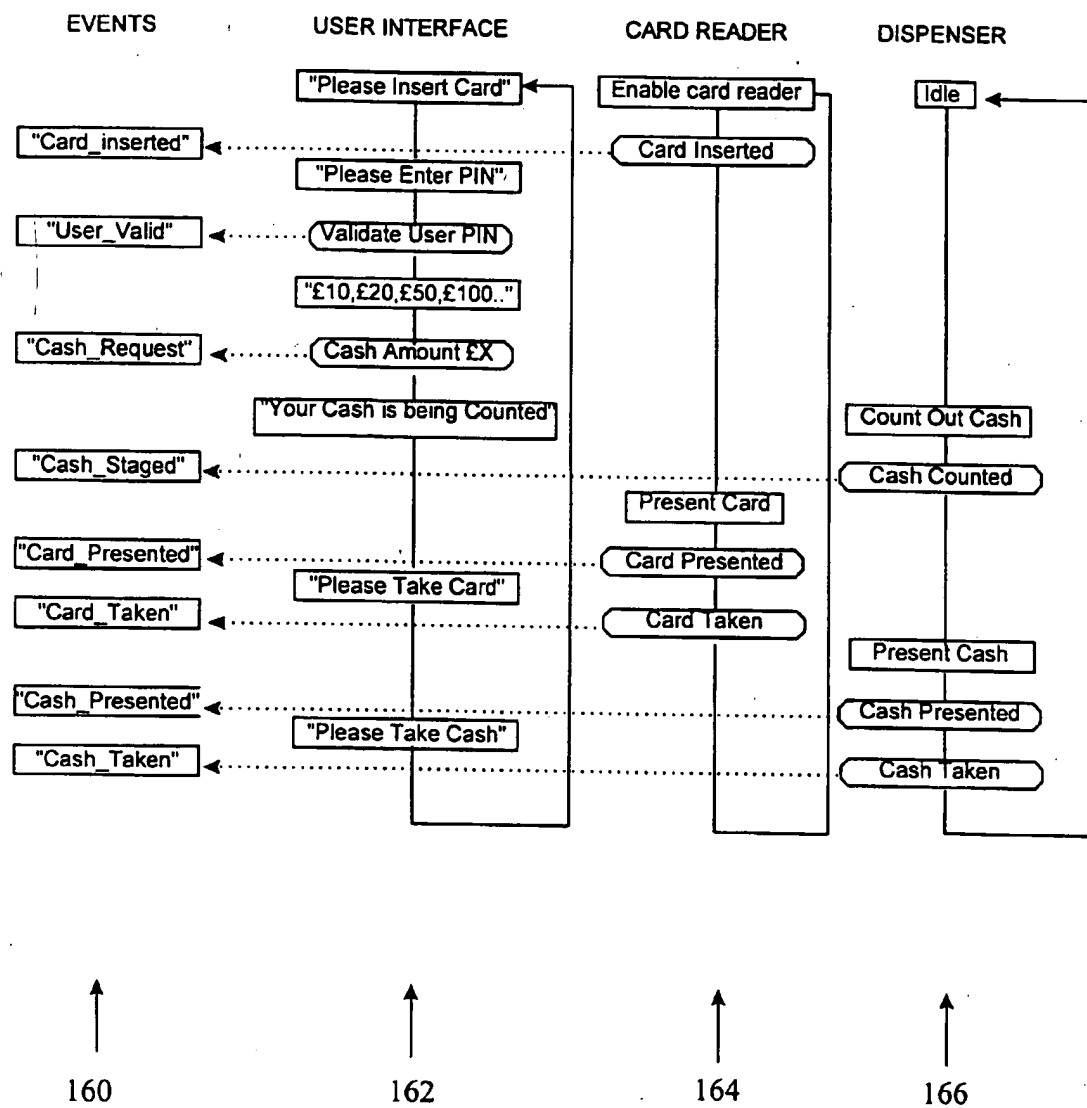 EVENTS USER INTERFACE CARD READER DISPENSER
"Please Insert Card" Enable card reader Idle
"Card_inserted" Card Inserted
"Please Enter PIN"
"User_Valid" Validate User PIN
"£10,£20,£50,£100.."
"Cash_Request" Cash Amount £X
"Your Cash is being Counted" Count Out Cash
"Cash_Staged" Cash Counted
Present Card
"Card_Presented" Card Presented
"Please Take Card"
"Card_Taken" Card Taken
Present Cash
"Cash_Presented" Cash Presented
"Please Take Cash"
"Cash_Taken" Cash Taken
160 162 164 166